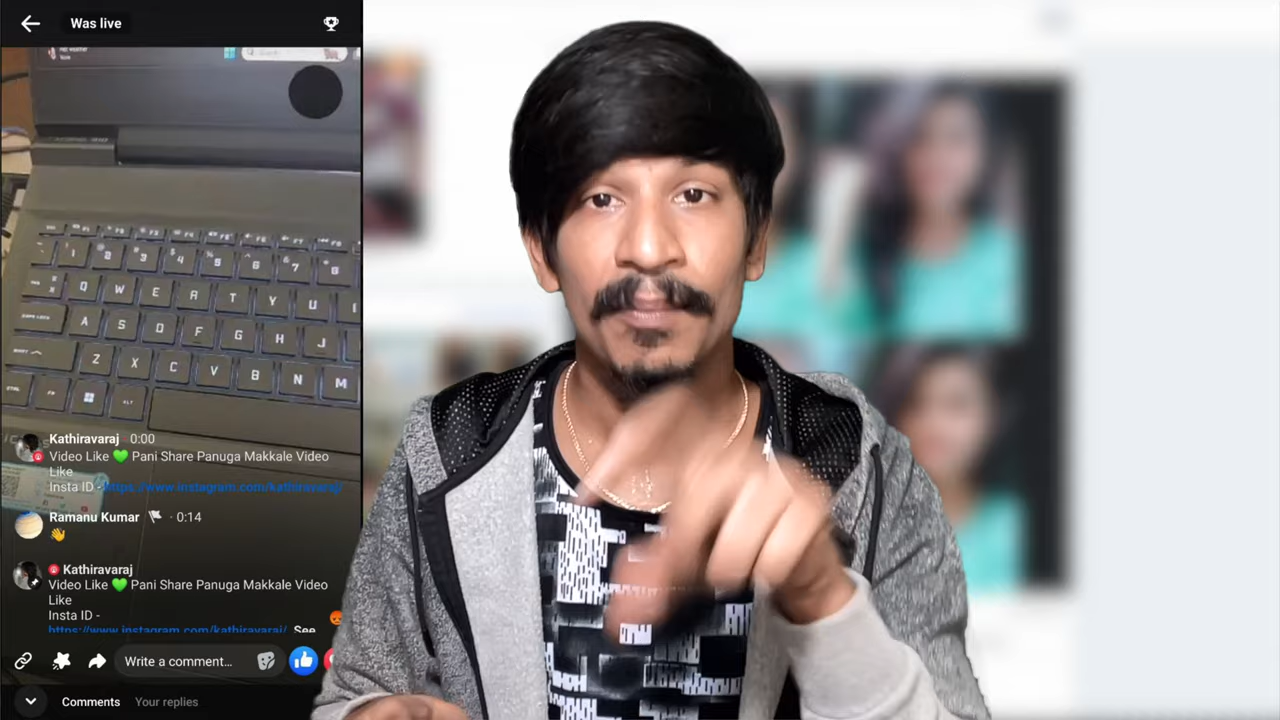 Was live
Q W E R T Y U I
A S D F G H J
Z X C V B N M
Kathiravaraj 0:00
Video Like 💚 Pani Share Panuga Makkale Video
Like
Insta ID - https://www.instagram.com/kathiravaraj/
Ramanu Kumar · 0:14
👋
Kathiravaraj
Video Like 💚 Pani Share Panuga Makkale Video
Like
Insta ID -
https://www.instagram.com/kathiravaraj/ See
Write a comment…
Comments Your replies